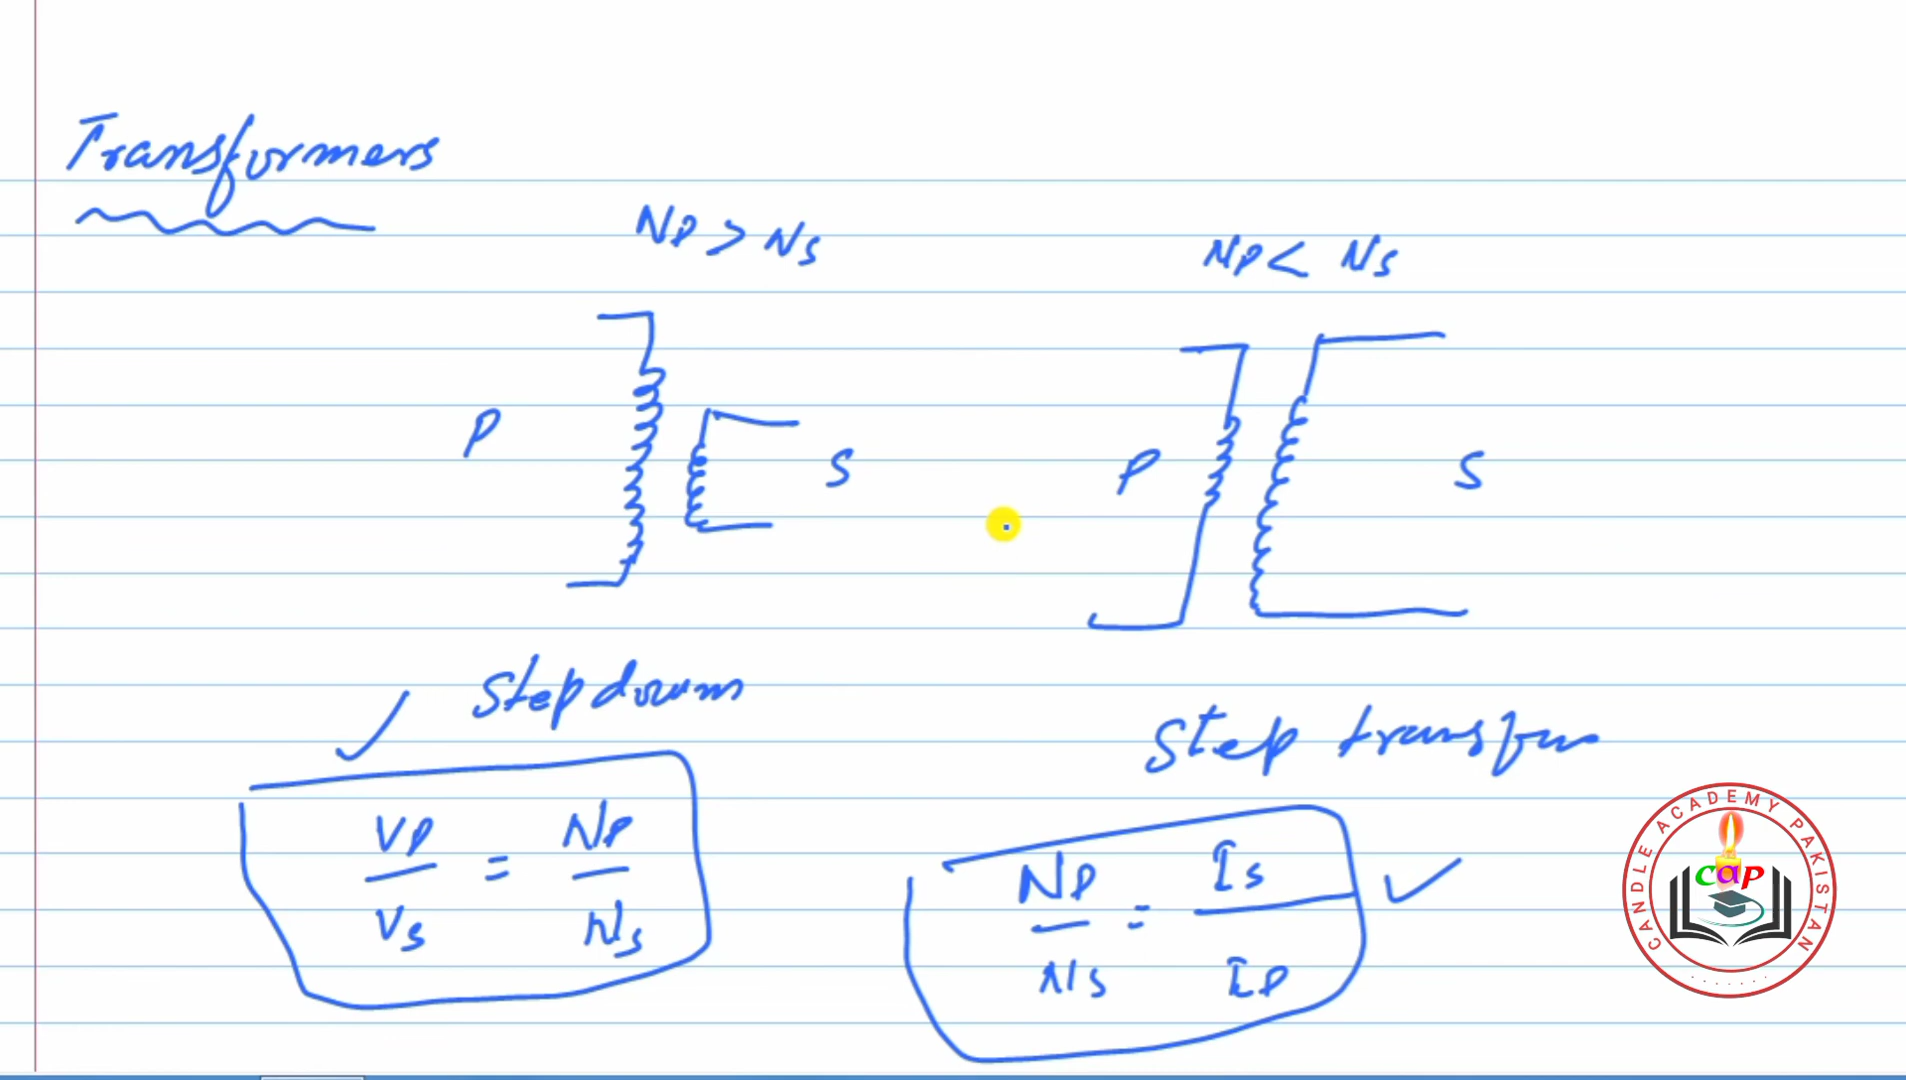 Transformers
NP > NS
NP < NS
P
S
P
S
Step down
Step transfom
VP / VS = NP / NS
NP / NS = IS / IP
CANDLE ACADEMY PAKISTAN
CAP